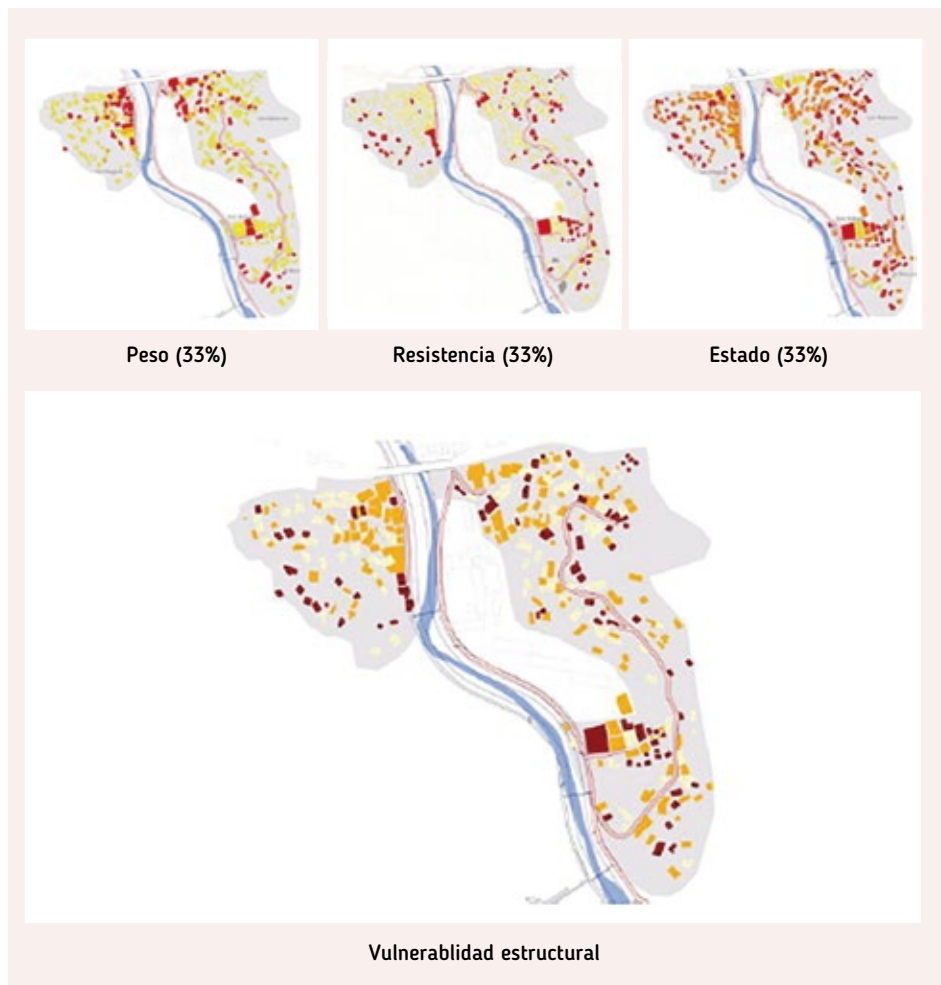 Peso (33%)
Resistencia (33%)
Estado (33%)
Vulnerablidad estructural